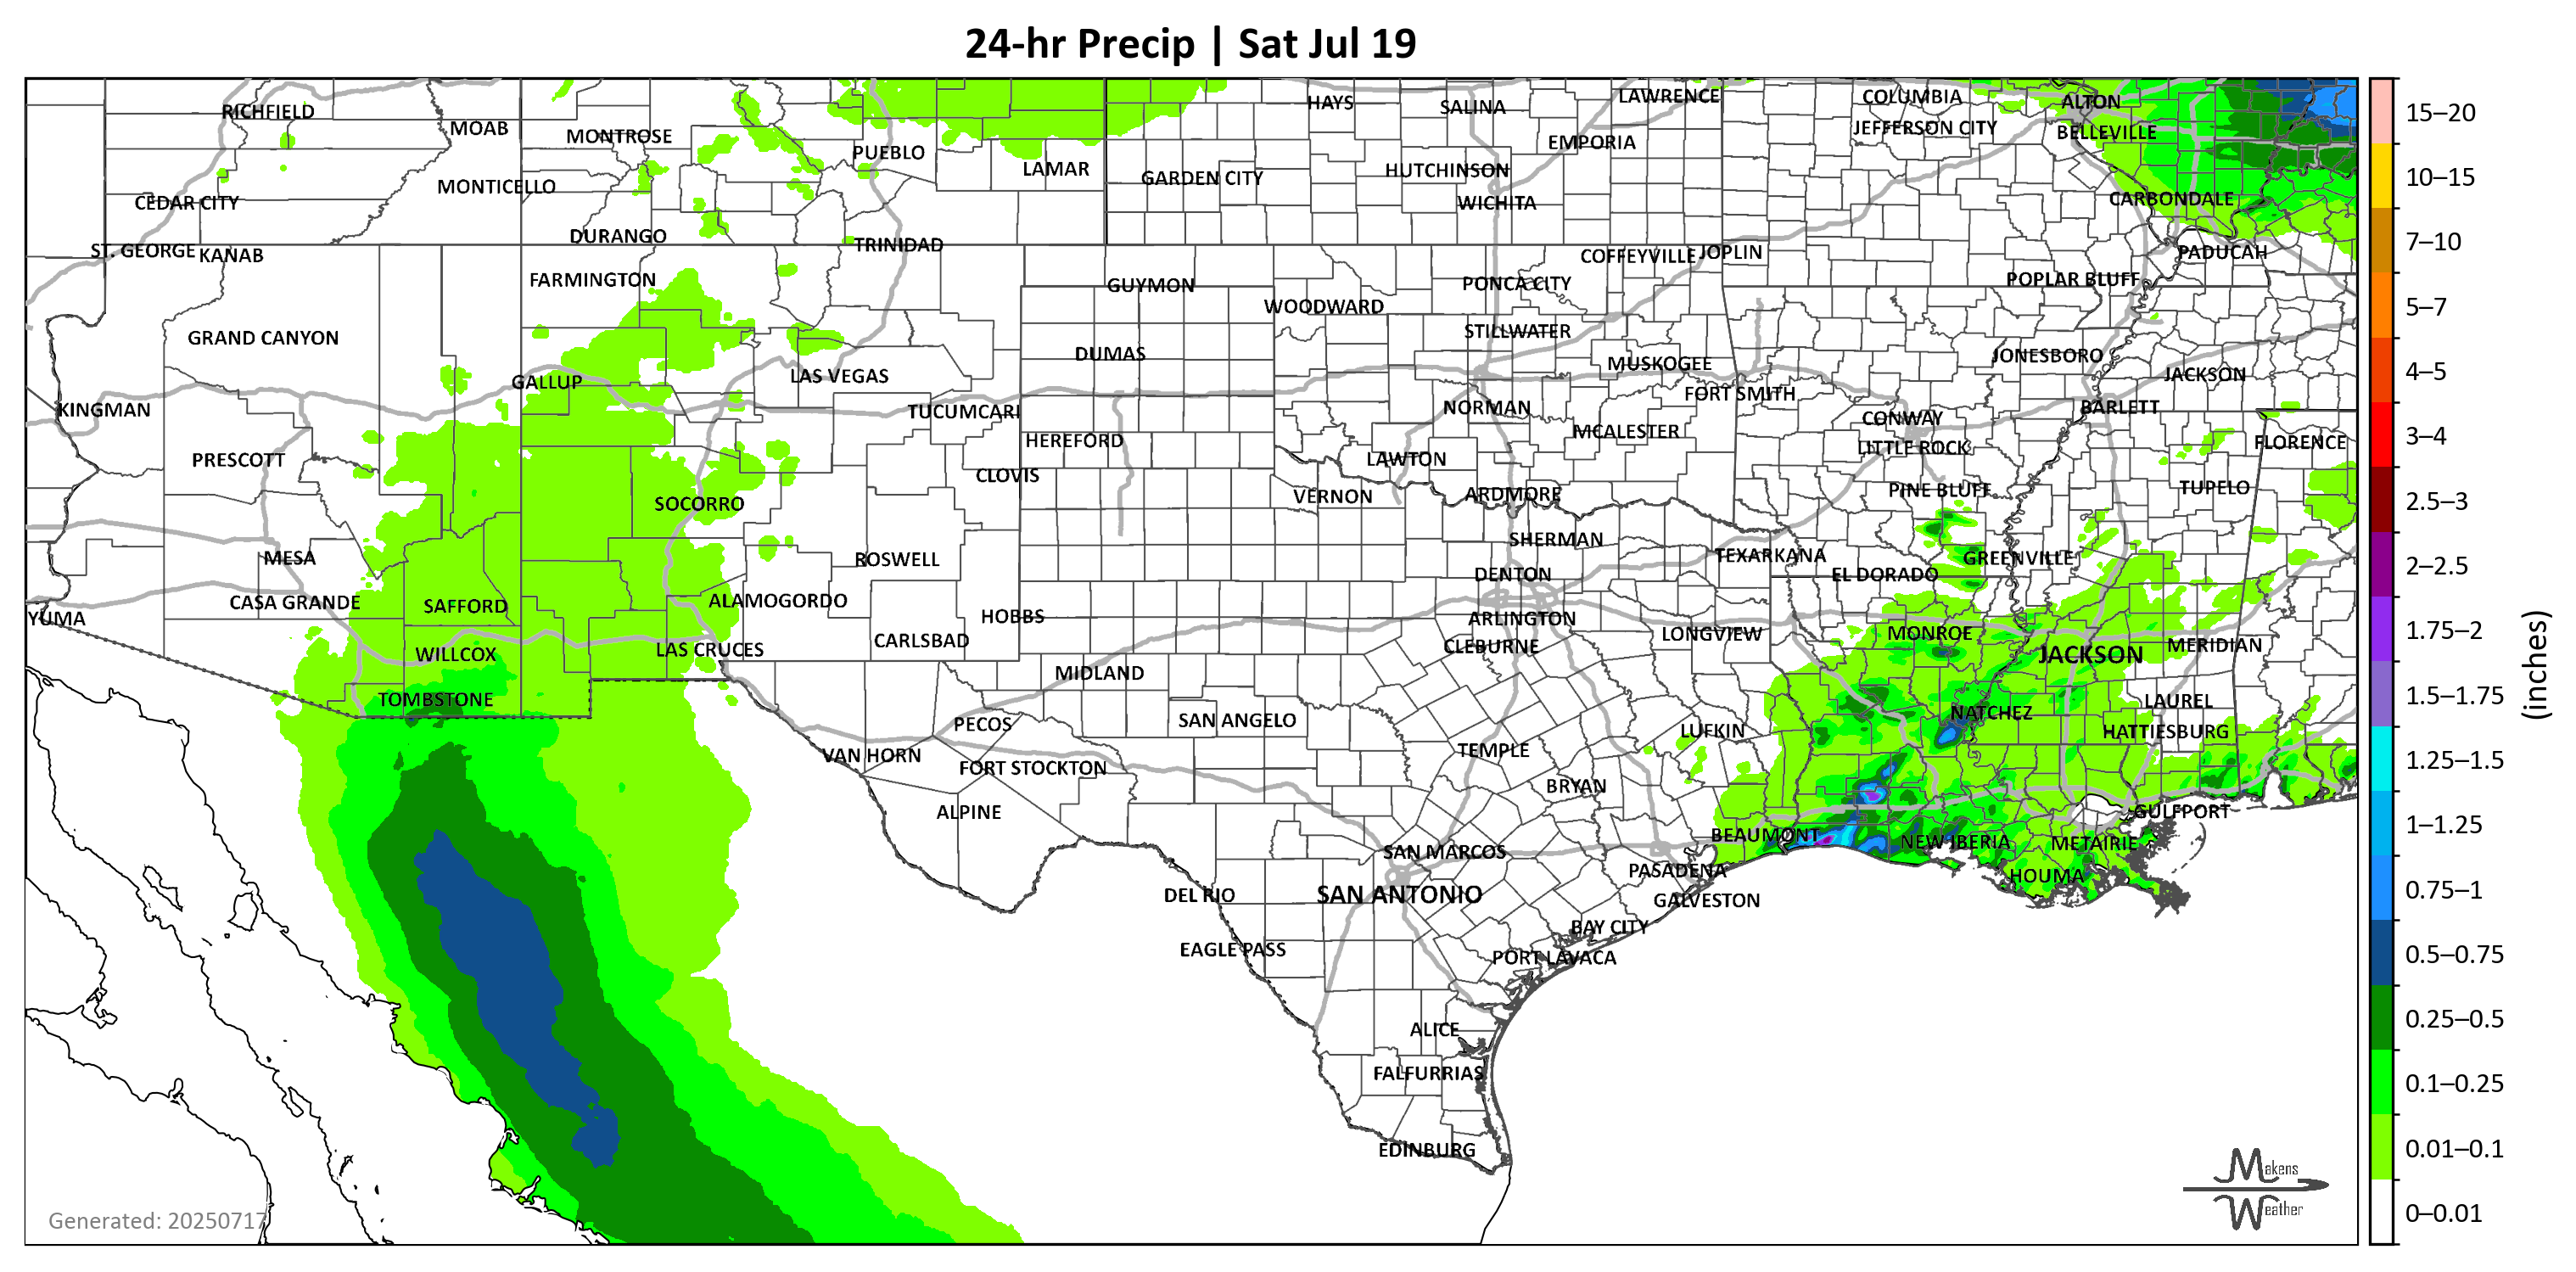 24-hr Precip | Sat Jul 19
RICHFIELD
MOAB
MONTROSE
PUEBLO
LAMAR
HAYS
SALINA
LAWRENCE
COLUMBIA
ALTON
JEFFERSON CITY
BELLEVILLE
EMPORIA
MONTICELLO
GARDEN CITY
HUTCHINSON
CEDAR CITY
WICHITA
CARBONDALE
DURANGO
TRINIDAD
ST. GEORGE
KANAB
COFFEYVILLE
JOPLIN
PADUCAH
FARMINGTON
GUYMON
PONCA CITY
POPLAR BLUFF
WOODWARD
GRAND CANYON
STILLWATER
DUMAS
JONESBORO
MUSKOGEE
LAS VEGAS
GALLUP
JACKSON
FORT SMITH
KINGMAN
TUCUMCARI
NORMAN
BARLETT
CONWAY
MCALESTER
HEREFORD
LITTLE ROCK
FLORENCE
PRESCOTT
LAWTON
CLOVIS
TUPELO
PINE BLUFF
SOCORRO
VERNON
ARDMORE
SHERMAN
MESA
ROSWELL
TEXARKANA
GREENVILLE
DENTON
EL DORADO
CASA GRANDE
SAFFORD
ALAMOGORDO
YUMA
HOBBS
ARLINGTON
CARLSBAD
LONGVIEW
MONROE
CLEBURNE
MERIDIAN
WILLCOX
LAS CRUCES
JACKSON
MIDLAND
TOMBSTONE
LAUREL
NATCHEZ
PECOS
SAN ANGELO
LUFKIN
HATTIESBURG
VAN HORN
TEMPLE
FORT STOCKTON
BRYAN
ALPINE
GULFPORT
BEAUMONT
NEW IBERIA
METAIRIE
SAN MARCOS
PASADENA
HOUMA
DEL RIO
SAN ANTONIO
GALVESTON
BAY CITY
EAGLE PASS
PORT LAVACA
ALICE
FALFURRIAS
EDINBURG
Generated: 20250717
Makens
Weather
15–20
10–15
7–10
5–7
4–5
3–4
2.5–3
2–2.5
1.75–2
1.5–1.75
1.25–1.5
1–1.25
0.75–1
0.5–0.75
0.25–0.5
0.1–0.25
0.01–0.1
0–0.01
(inches)